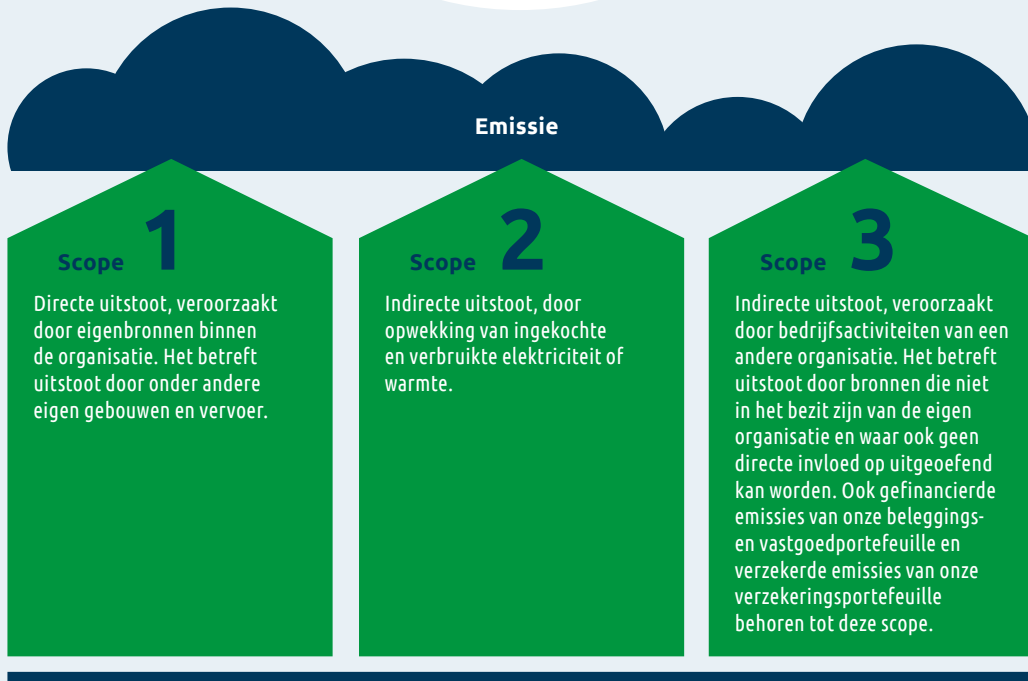 Emissie
Scope 1
Directe uitstoot, veroorzaakt
door eigenbronnen binnen
de organisatie. Het betreft
uitstoot door onder andere
eigen gebouwen en vervoer.
Scope 2
Indirecte uitstoot, door
opwekking van ingekochte
en verbruikte elektriciteit of
warmte.
Scope 3
Indirecte uitstoot, veroorzaakt
door bedrijfsactiviteiten van een
andere organisatie. Het betreft
uitstoot door bronnen die niet
in het bezit zijn van de eigen
organisatie en waar ook geen
directe invloed op uitgeoefend
kan worden. Ook gefinancierde
emissies van onze beleggings-
en vastgoedportefeuille en
verzekerde emissies van onze
verzekeringsportefeuille
behoren tot deze scope.